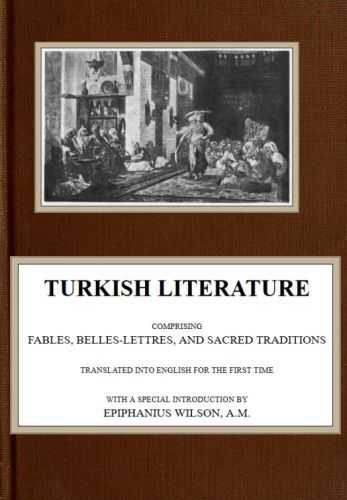 TURKISH LITERATURE
COMPRISING
FABLES, BELLES-LETTRES, AND SACRED TRADITIONS
TRANSLATED INTO ENGLISH FOR THE FIRST TIME
WITH A SPECIAL INTRODUCTION BY
EPIPHANIUS WILSON, A.M.